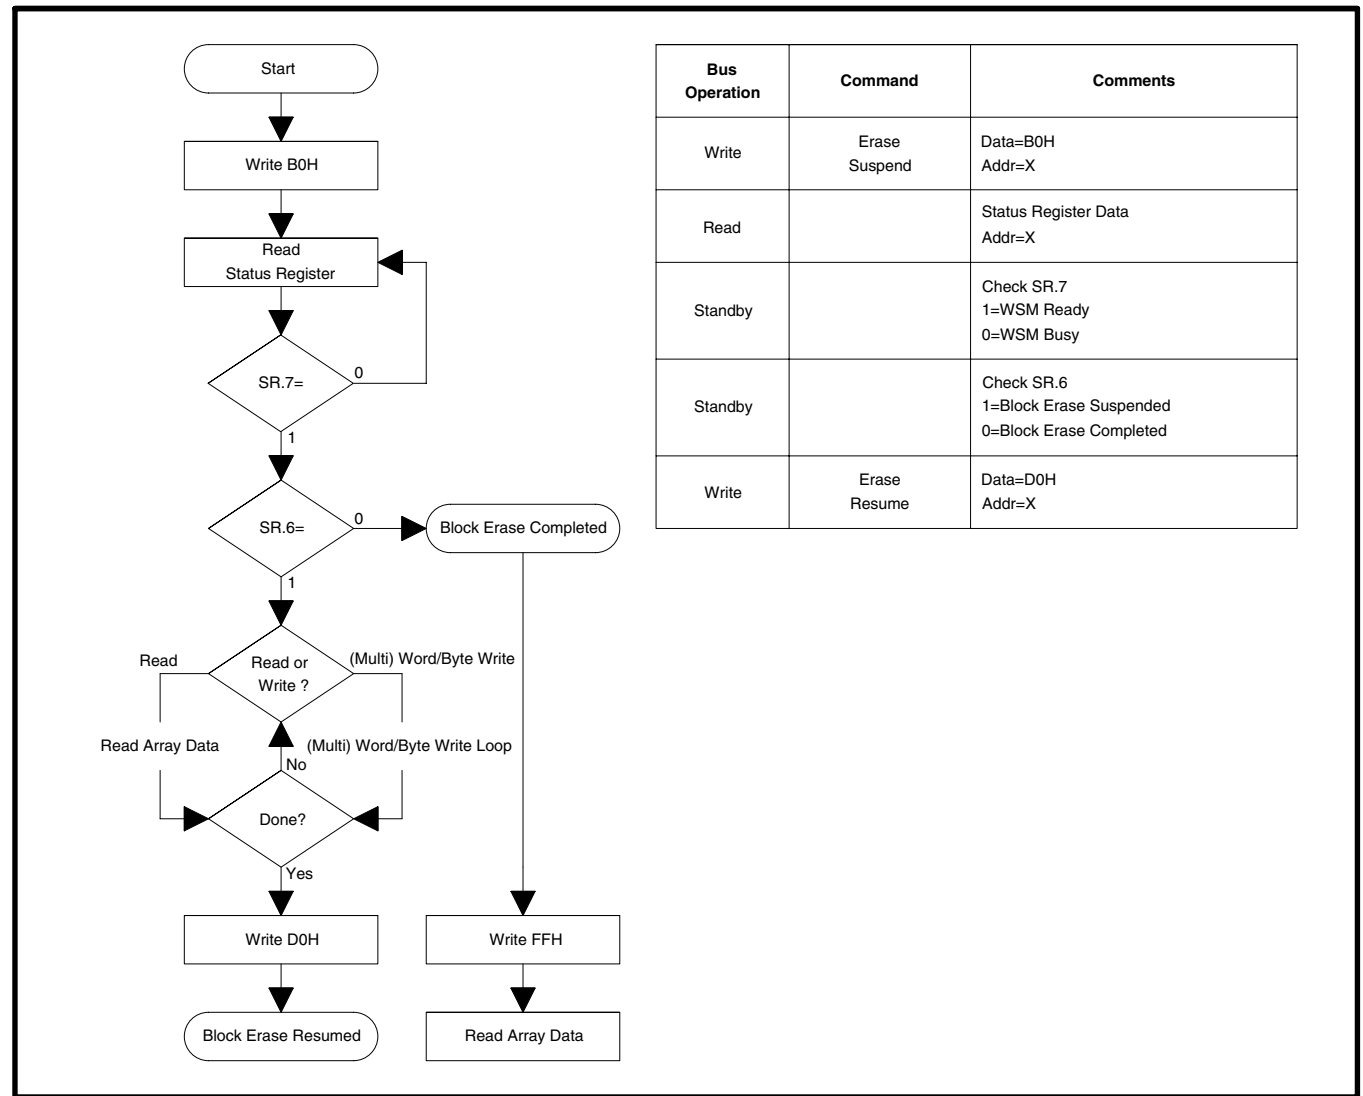 Start
Write B0H
Read
Status Register
SR.7=
0
1
SR.6=
0
Block Erase Completed
1
Read or
Write ?
Read
(Multi) Word/Byte Write
Read Array Data
(Multi) Word/Byte Write Loop
No
Done?
Yes
Write D0H
Write FFH
Block Erase Resumed
Read Array Data
Bus
Operation
Command
Comments
Write
Erase
Suspend
Data=B0H
Addr=X
Read
Status Register Data
Addr=X
Standby
Check SR.7
1=WSM Ready
0=WSM Busy
Standby
Check SR.6
1=Block Erase Suspended
0=Block Erase Completed
Write
Erase
Resume
Data=D0H
Addr=X